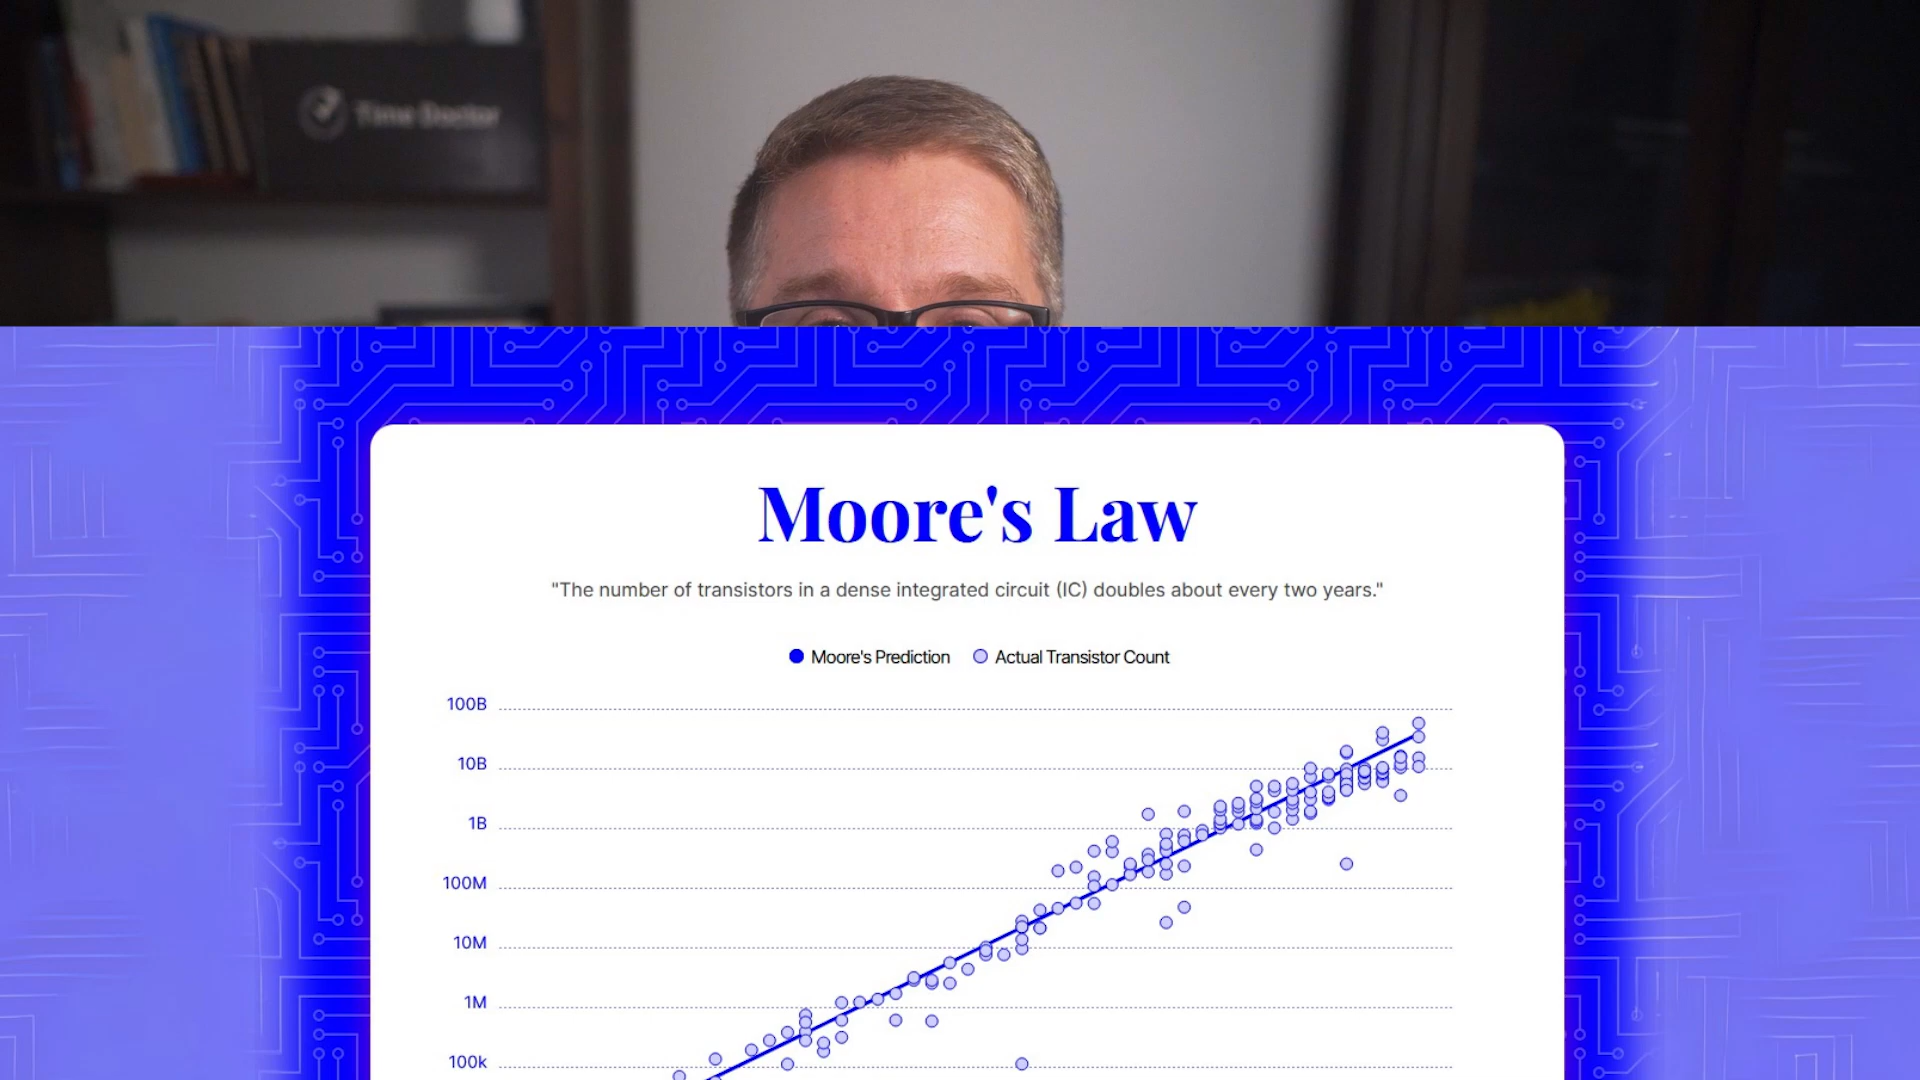 Time Doctor
Moore's Law
"The number of transistors in a dense integrated circuit (IC) doubles about every two years."
Moore's Prediction Actual Transistor Count
100B
10B
1B
100M
10M
1M
100k